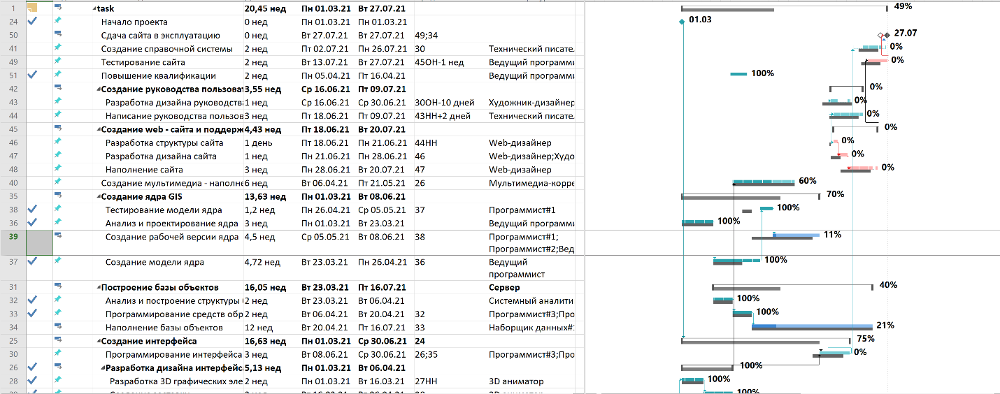 1 task 20,45 нед Пн 01.03.21 Вт 27.07.21 49%
24 Начало проекта 0 нед Пн 01.03.21 Пн 01.03.21 01.03
50 Сдача сайта в эксплуатацию 0 нед Вт 27.07.21 Вт 27.07.21 49;34 27.07
41 Создание справочной системы 2 нед Пт 02.07.21 Пн 26.07.21 30 Технический писате. 0%
49 Тестирование сайта 2 нед Вт 13.07.21 Вт 27.07.21 45ОН-1 нед Ведущий программи 0%
51 Повышение квалификации 2 нед Пн 05.04.21 Пт 16.04.21 Ведущий программи 100%
42 Создание руководства пользоват 3,55 нед Ср 16.06.21 Пт 09.07.21 0%
43 Разработка дизайна руководств 1 нед Ср 16.06.21 Ср 30.06.21 30ОН-10 дней Художник-дизайнер 0%
44 Написание руководства пользов 3 нед Пт 18.06.21 Пт 09.07.21 43НН+2 дней Технический писате. 0%
45 Создание web - сайта и поддерж 4,43 нед Пт 18.06.21 Вт 20.07.21 0%
46 Разработка структуры сайта 1 день Пт 18.06.21 Пн 21.06.21 44НН Web-дизайнер 0%
47 Разработка дизайна сайта 1 нед Пн 21.06.21 Пн 28.06.21 46 Web-дизайнер;Худо 0%
48 Наполнение сайта 3 нед Пн 28.06.21 Вт 20.07.21 47 Web-дизайнер 0%
40 Создание мультимедиа - наполне 6 нед Вт 06.04.21 Пт 21.05.21 26 Мультимедиа-корре 60%
35 Создание ядра GIS 13,63 нед Пн 01.03.21 Вт 08.06.21 70%
38 Тестирование модели ядра 1,2 нед Пн 26.04.21 Ср 05.05.21 37 Программист#1 100%
36 Анализ и проектирование ядра 3 нед Пн 01.03.21 Вт 23.03.21 Ведущий программи 100%
39 Создание рабочей версии ядра 4,5 нед Ср 05.05.21 Вт 08.06.21 38 Программист#1; 11%
Программист#2;Вед
37 Создание модели ядра 4,72 нед Вт 23.03.21 Пн 26.04.21 36 Ведущий 100%
программист
31 Построение базы объектов 16,05 нед Вт 23.03.21 Пт 16.07.21 Сервер 40%
32 Анализ и построение структуры 2 нед Вт 23.03.21 Вт 06.04.21 Системный аналити 100%
33 Программирование средств обр 2 нед Вт 06.04.21 Вт 20.04.21 32 Программист#3;Про 100%
34 Наполнение базы объектов 12 нед Вт 20.04.21 Пт 16.07.21 33 Наборщик данных#1 21%
25 Создание интерфейса 16,63 нед Пн 01.03.21 Ср 30.06.21 24 75%
30 Программирование интерфейса 3 нед Вт 08.06.21 Ср 30.06.21 26;35 Программист#3;Про 0%
26 Разработка дизайна интерфейс 5,13 нед Пн 01.03.21 Вт 06.04.21 100%
28 Разработка 3D графических эле 2 нед Пн 01.03.21 Вт 16.03.21 27НН 3D аниматор 100%
100%